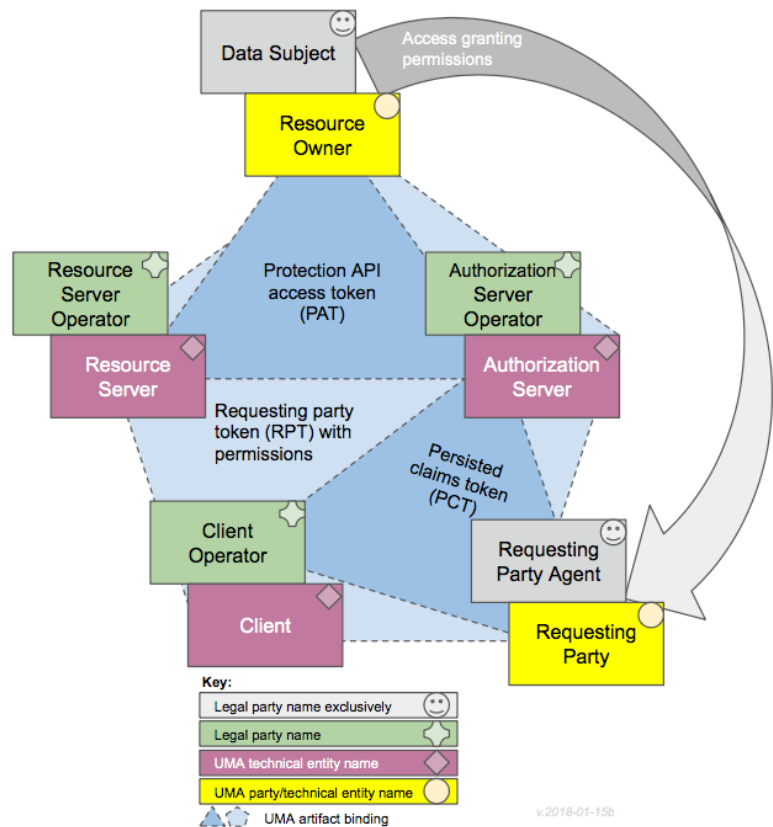 Data Subject
Access granting
permissions
Resource
Owner
Resource
Server
Operator
Protection API
access token
(PAT)
Authorization
Server
Operator
Resource
Server
Authorization
Server
Requesting party
token (RPT) with
permissions
Persisted
claims token
(PCT)
Client
Operator
Requesting
Party Agent
Client
Requesting
Party
Key:
Legal party name exclusively
Legal party name
UMA technical entity name
UMA party/technical entity name
UMA artifact binding
v.2018-01-15b